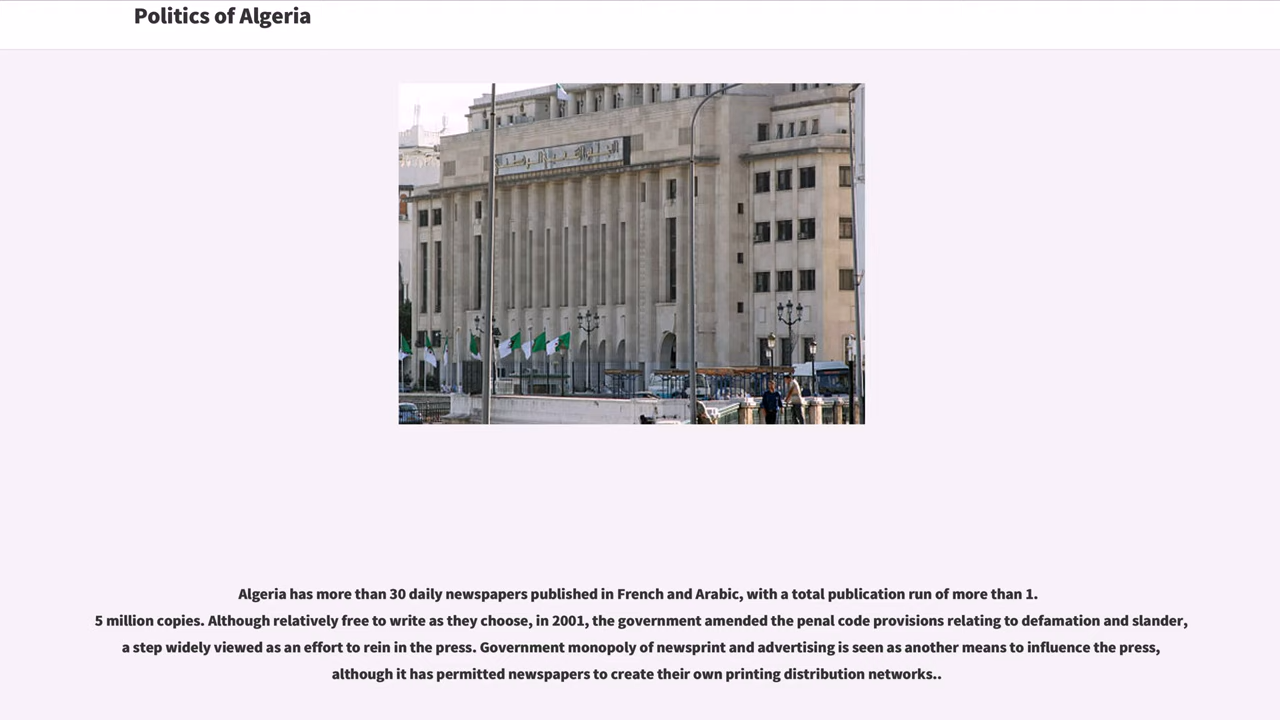 Politics of Algeria
المجلس الشعبي الوطني
Algeria has more than 30 daily newspapers published in French and Arabic, with a total publication run of more than 1.
5 million copies. Although relatively free to write as they choose, in 2001, the government amended the penal code provisions relating to defamation and slander,
a step widely viewed as an effort to rein in the press. Government monopoly of newsprint and advertising is seen as another means to influence the press,
although it has permitted newspapers to create their own printing distribution networks..